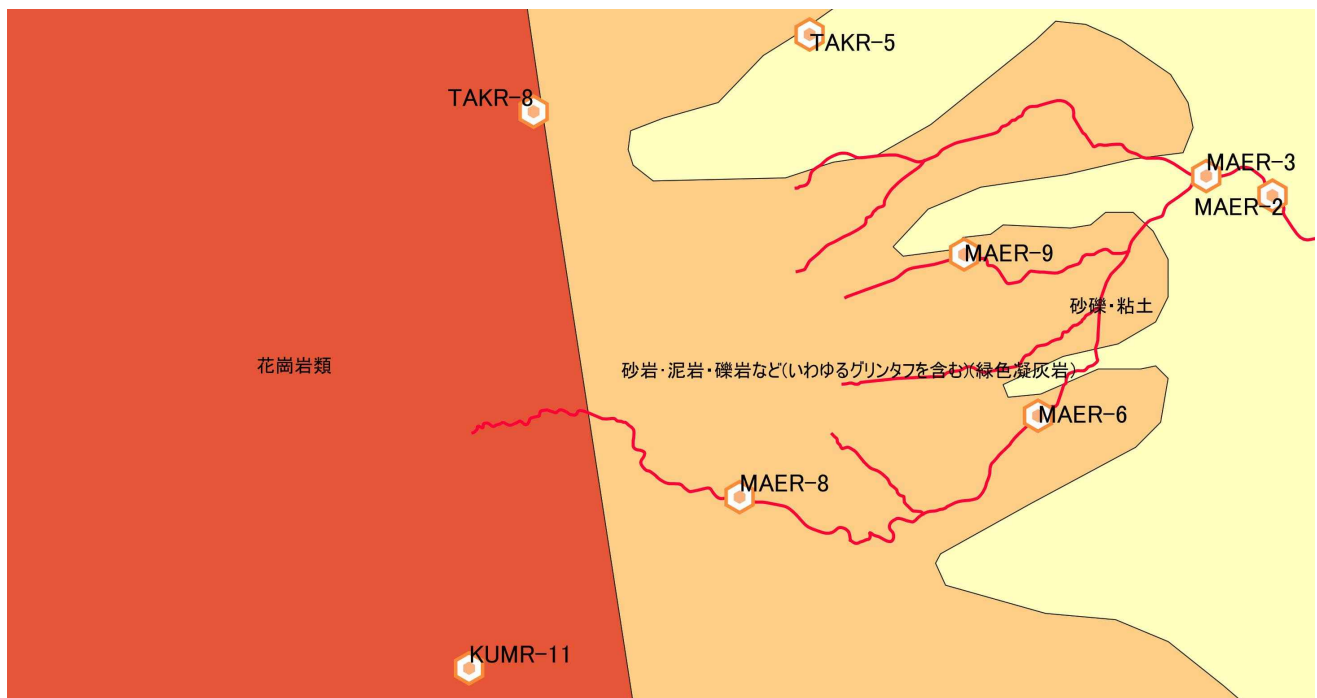 TAKR-5
TAKR-8
MAER-3
MAER-2
MAER-9
砂礫・粘土
花崗岩類
砂岩・泥岩・礫岩など(いわゆるグリンタフを含む)(緑色凝灰岩)
MAER-6
MAER-8
KUMR-11